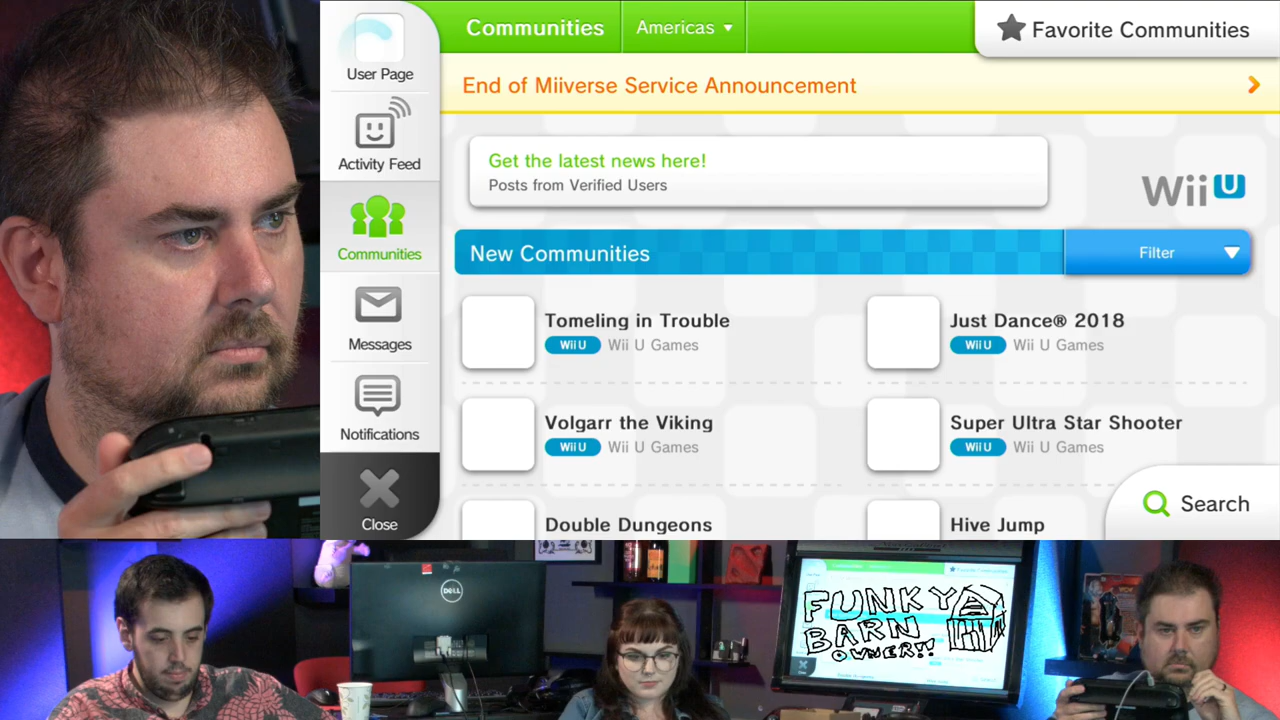 User Page
Activity Feed
Communities
Messages
Notifications
Close
Communities
Americas
Favorite Communities
End of Miiverse Service Announcement
Get the latest news here!
Posts from Verified Users
Wii U
New Communities
Filter
Tomeling in Trouble
Wii U Wii U Games
Just Dance® 2018
Wii U Wii U Games
Volgarr the Viking
Wii U Wii U Games
Super Ultra Star Shooter
Wii U Wii U Games
Double Dungeons
Hive Jump
Search
DELL
Favorite Communities
FUNKY
BARN
OWNER!!